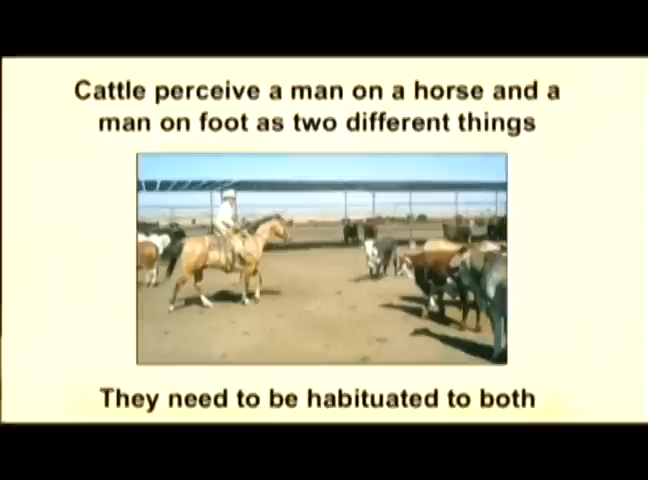 Cattle perceive a man on a horse and a
man on foot as two different things
They need to be habituated to both